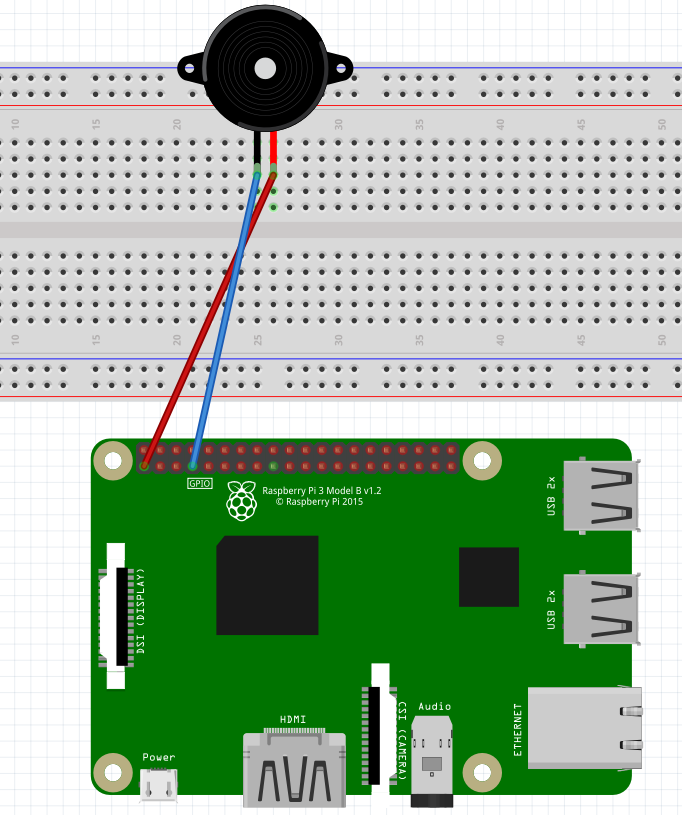 10 15 20 25 30 35 40 45 50
10 15 20 25 30 35 40 45 50
GPIO
Raspberry Pi 3 Model B v1.2
© Raspberry Pi 2015
USB 2x
DSI (DISPLAY)
USB 2x
HDMI
Audio
CSI (CAMERA)
ETHERNET
Power